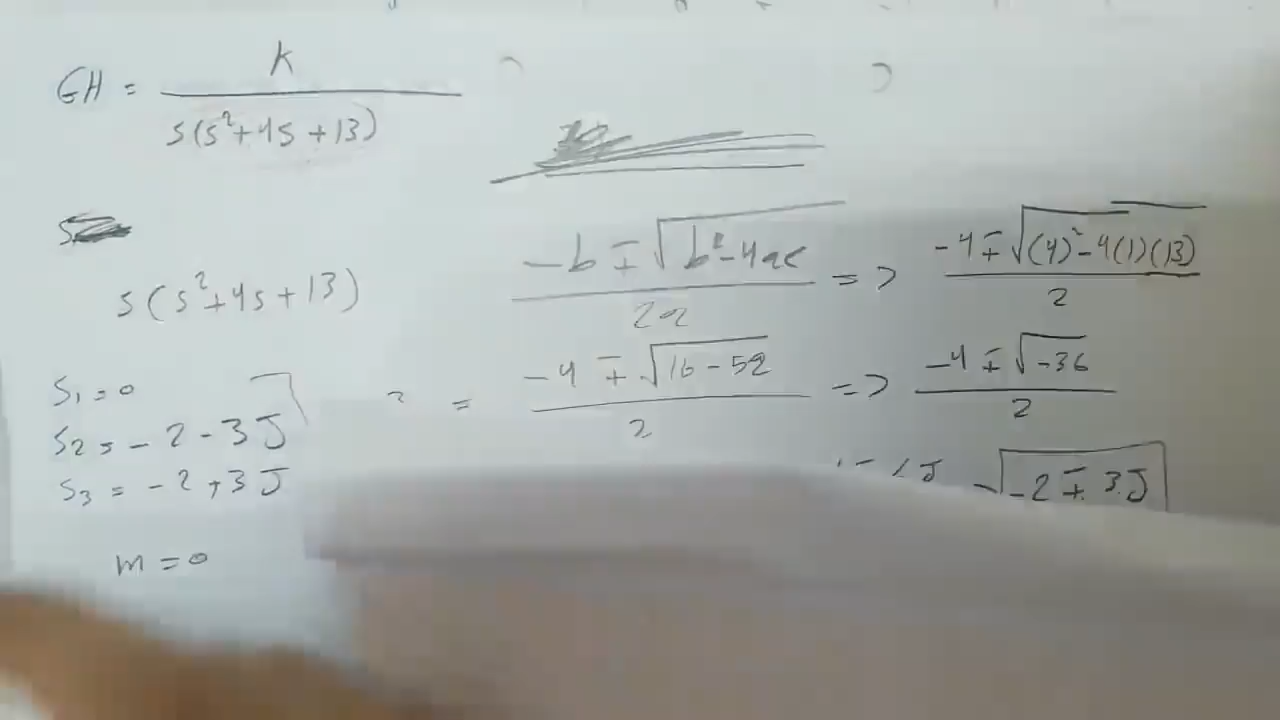 GH = K / s(s²+4s+13)
s(s²+4s+13)
-b ∓ √(b²-4ac) / 2a => -4 ∓ √((4)²-4(1)(13)) / 2
= -4 ∓ √(16-52) / 2 => -4 ∓ √(-36) / 2
-2 ∓ 3J
S₁ = 0
S₂ = -2-3J
S₃ = -2+3J
m = 0